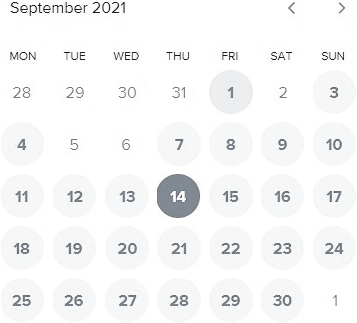 September 2021
MON TUE WED THU FRI SAT SUN
28 29 30 31 1 2 3
4 5 6 7 8 9 10
11 12 13 14 15 16 17
18 19 20 21 22 23 24
25 26 27 28 29 30 1